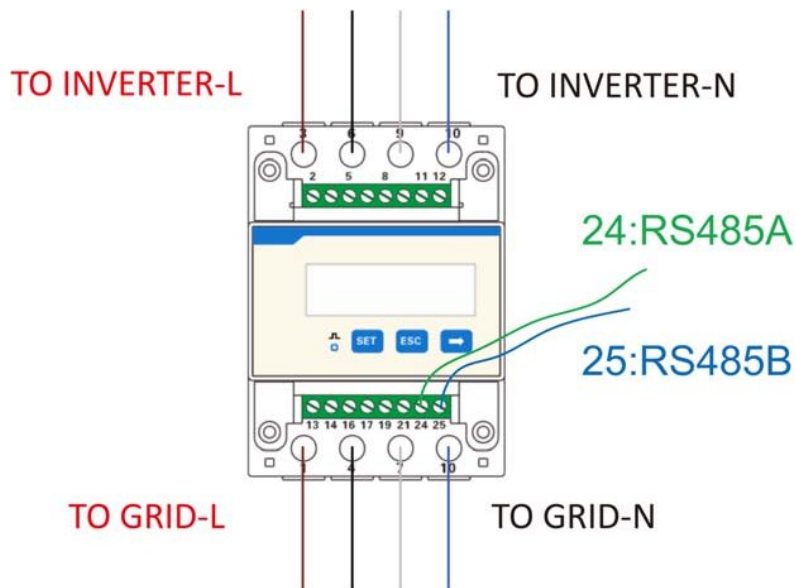 TO INVERTER-L
TO INVERTER-N
3 6 9 10
2 5 8 11 12
24:RS485A
SET ESC
25:RS485B
13 14 16 17 19 21 24 25
1 4 7 10
TO GRID-L
TO GRID-N